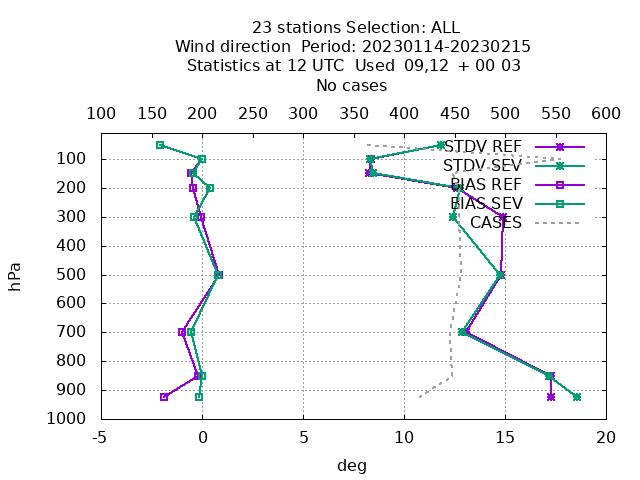 23 stations Selection: ALL
Wind direction  Period: 20230114-20230215
Statistics at 12 UTC  Used  09,12  + 00 03
No cases
100 150 200 250 300 350 400 450 500 550 600
STDV REF
STDV SEV
BIAS REF
BIAS SEV
CASES
100
200
300
400
500
600
700
800
900
1000
hPa
-5 0 5 10 15 20
deg